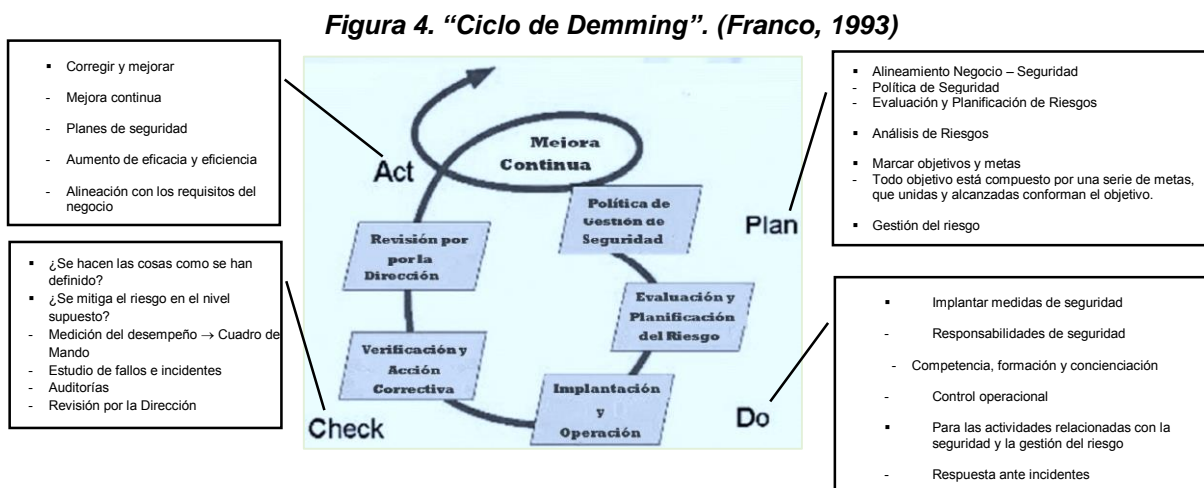 Figura 4. “Ciclo de Demming”. (Franco, 1993)
▪ Corregir y mejorar
- Mejora continua
- Planes de seguridad
- Aumento de eficacia y eficiencia
- Alineación con los requisitos del
negocio
▪ ¿Se hacen las cosas como se han
definido?
▪ ¿Se mitiga el riesgo en el nivel
supuesto?
- Medición del desempeño → Cuadro de
Mando
- Estudio de fallos e incidentes
- Auditorías
- Revisión por la Dirección
Act
Mejora
Continua
Política de
Gestión de
Seguridad
Plan
Revisión por
por la
Dirección
Evaluación y
Planificación
del Riesgo
Verificación y
Acción
Correctiva
Implantación
y
Operación
Check
Do
▪ Alineamiento Negocio – Seguridad
- Política de Seguridad
- Evaluación y Planificación de Riesgos
▪ Análisis de Riesgos
▪ Marcar objetivos y metas
- Todo objetivo está compuesto por una serie de metas,
que unidas y alcanzadas conforman el objetivo.
▪ Gestión del riesgo
▪ Implantar medidas de seguridad
- Responsabilidades de seguridad
- Competencia, formación y concienciación
- Control operacional
▪ Para las actividades relacionadas con la
seguridad y la gestión del riesgo
- Respuesta ante incidentes